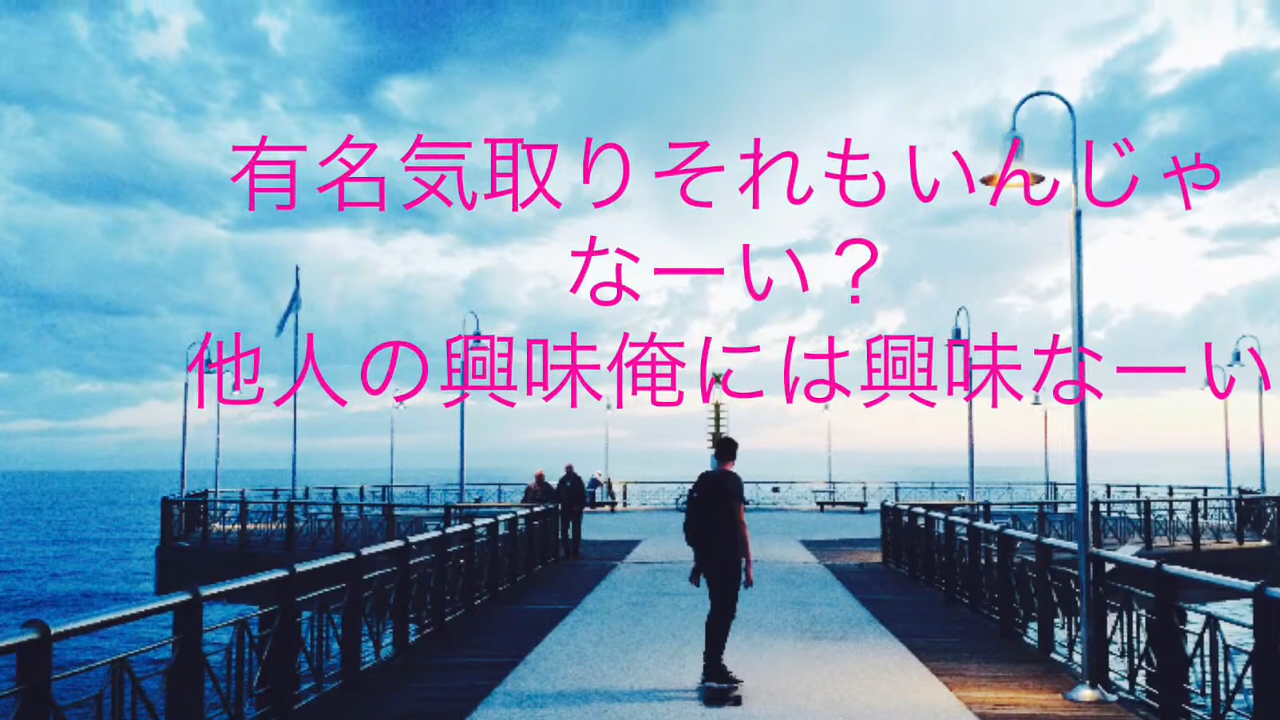 有名気取りそれもいんじゃ
なーい？
他人の興味俺には興味なーい